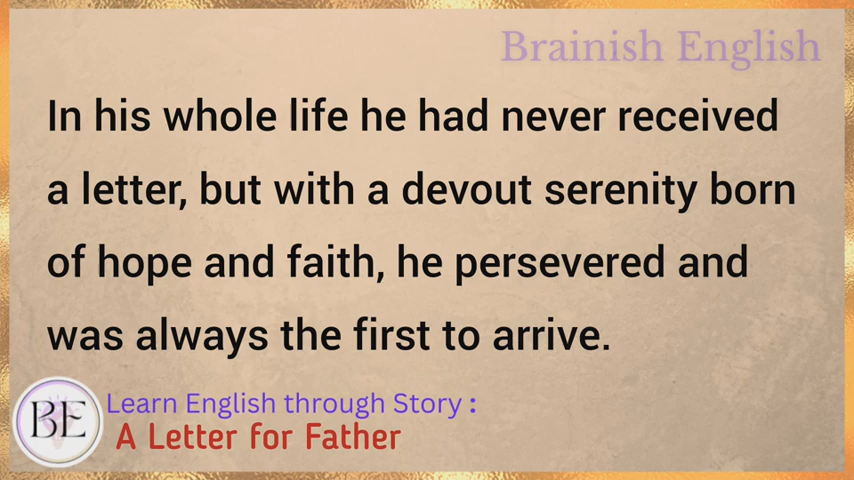 Brainish English
In his whole life he had never received
a letter, but with a devout serenity born
of hope and faith, he persevered and
was always the first to arrive.
BE
Learn English through Story :
A Letter for Father